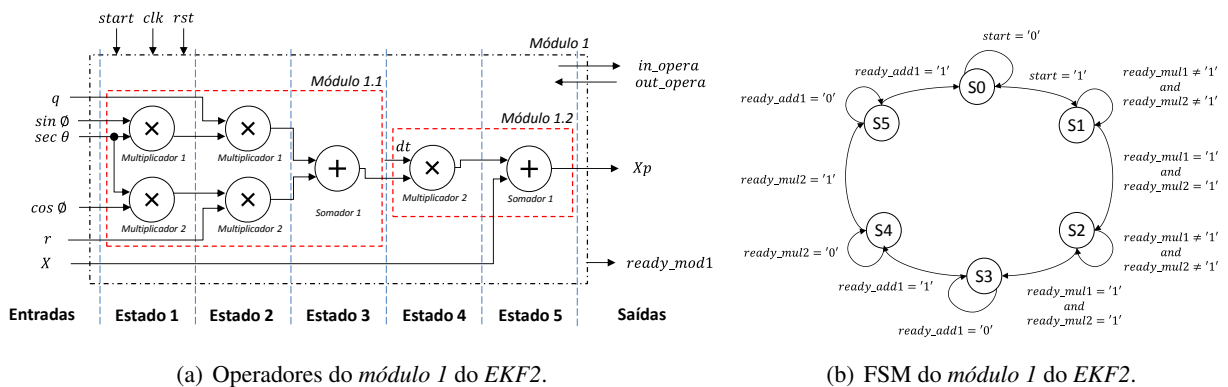 start clk rst
Módulo 1
in_opera
out_opera
Módulo 1.1
q
sin ∅
sec θ
Multiplicador 1
Multiplicador 1
Módulo 1.2
dt
Xp
Multiplicador 2
Somador 1
Somador 1
cos ∅
Multiplicador 2
Multiplicador 2
r
X
ready_mod1
Entradas Estado 1 Estado 2 Estado 3 Estado 4 Estado 5 Saídas
(a) Operadores do módulo 1 do EKF2.
start = '0'
ready_add1 = '1'
start = '1'
ready_mul1 ≠ '1'
and
ready_mul2 ≠ '1'
S0
ready_add1 = '0'
S5
S1
ready_mul2 = '1'
ready_mul1 = '1'
and
ready_mul2 = '1'
S4
S2
ready_mul2 = '0'
ready_mul1 ≠ '1'
and
ready_mul2 ≠ '1'
S3
ready_add1 = '1'
ready_mul1 = '1'
and
ready_mul2 = '1'
ready_add1 = '0'
(b) FSM do módulo 1 do EKF2.